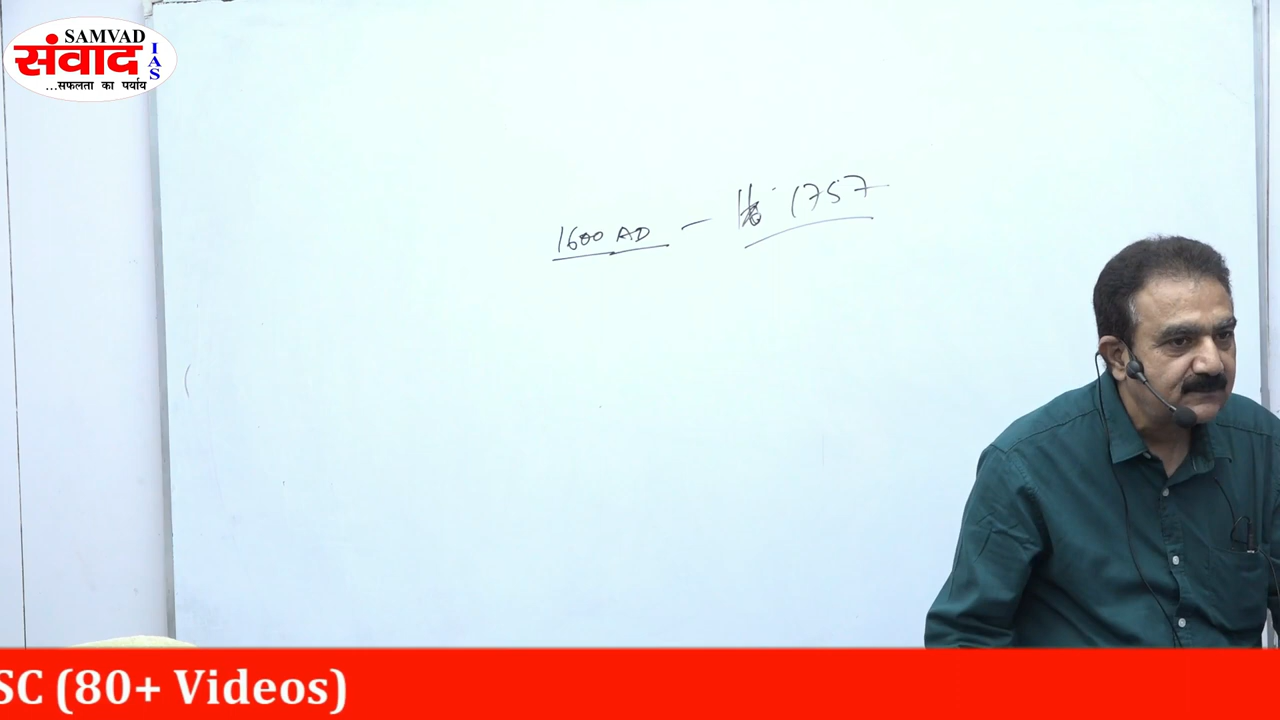 SAMVAD
संवाद
IAS
...सफलता का पर्याय
1600 AD - 1757
SC (80+ Videos)